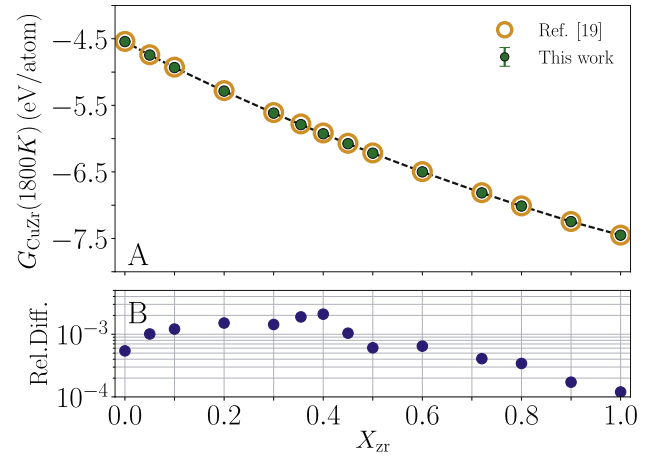 −4.5
−5.5
−6.5
−7.5
G_CuZr(1800K) (eV/atom)
Ref. [19]
This work
A
B
10⁻³
10⁻⁴
Rel.Diff.
0.0 0.2 0.4 0.6 0.8 1.0
X_zr